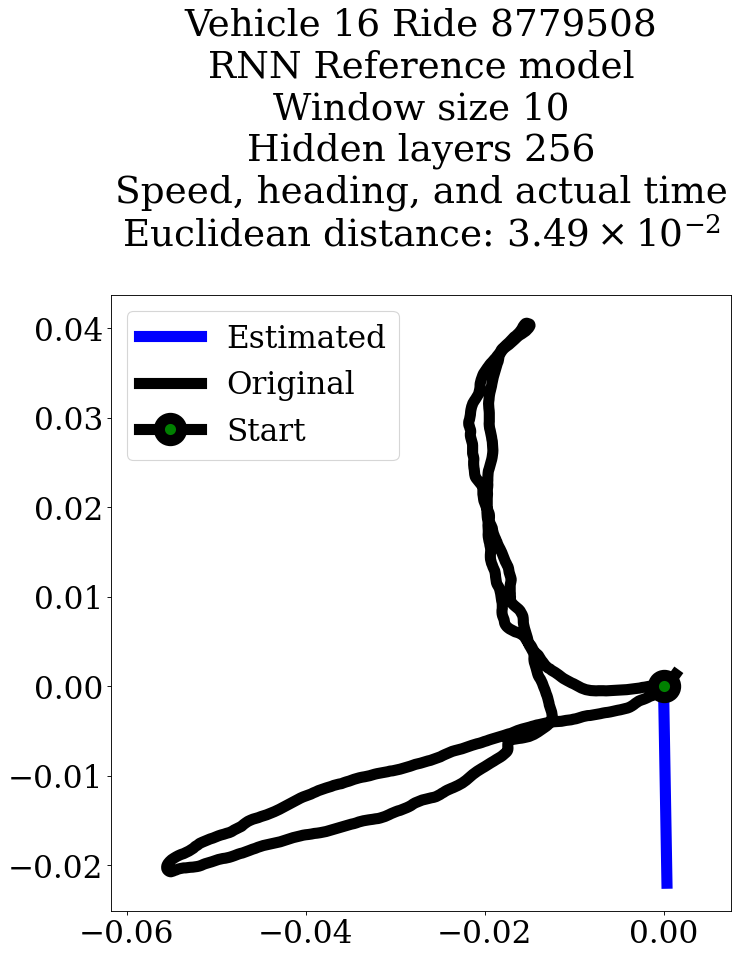 Vehicle 16 Ride 8779508
RNN Reference model
Window size 10
Hidden layers 256
Speed, heading, and actual time
Euclidean distance: 3.49 × 10⁻²
Estimated
Original
Start
0.04
0.03
0.02
0.01
0.00
−0.01
−0.02
−0.06 −0.04 −0.02 0.00